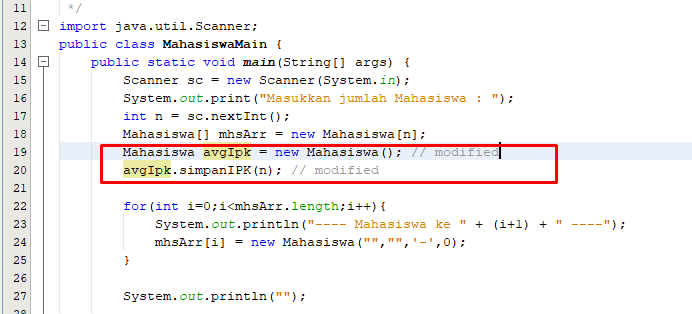 11 */
12 import java.util.Scanner;
13 public class MahasiswaMain {
14 public static void main(String[] args) {
15 Scanner sc = new Scanner(System.in);
16 System.out.print("Masukkan jumlah Mahasiswa : ");
17 int n = sc.nextInt();
18 Mahasiswa[] mhsArr = new Mahasiswa[n];
19 Mahasiswa avgIpk = new Mahasiswa(); // modified
20 avgIpk.simpanIPK(n); // modified
21
22 for(int i=0;i<mhsArr.length;i++){
23 System.out.println("---- Mahasiswa ke " + (i+1) + " ----");
24 mhsArr[i] = new Mahasiswa("","",'-',0);
25 }
26
27 System.out.println("");
28